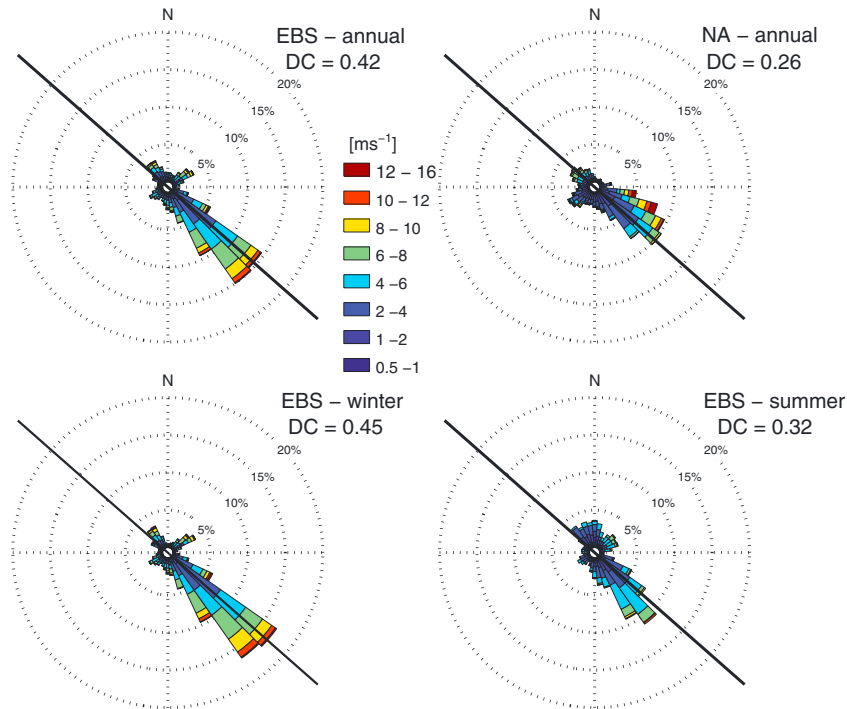 N
EBS – annual
DC = 0.42
20%
15%
10%
5%
N
NA – annual
DC = 0.26
20%
15%
10%
5%
[ms⁻¹]
12 – 16
10 – 12
8 – 10
6 –8
4 –6
2 –4
1 –2
0.5 –1
N
EBS – winter
DC = 0.45
20%
15%
10%
5%
N
EBS – summer
DC = 0.32
20%
15%
10%
5%